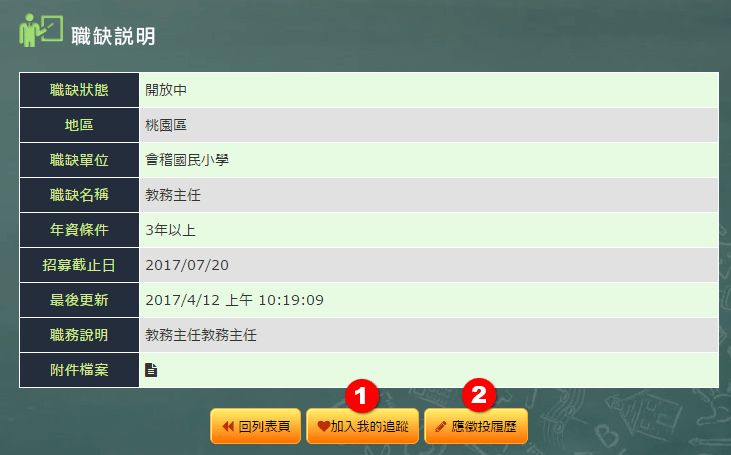 職缺説明
職缺狀態 開放中
地區 桃園區
職缺單位 會稽國民小學
職缺名稱 教務主任
年資條件 3年以上
招募截止日 2017/07/20
最後更新 2017/4/12 上午 10:19:09
職務說明 教務主任教務主任
附件檔案
1 2
回列表頁 加入我的追蹤 應徵投履歷